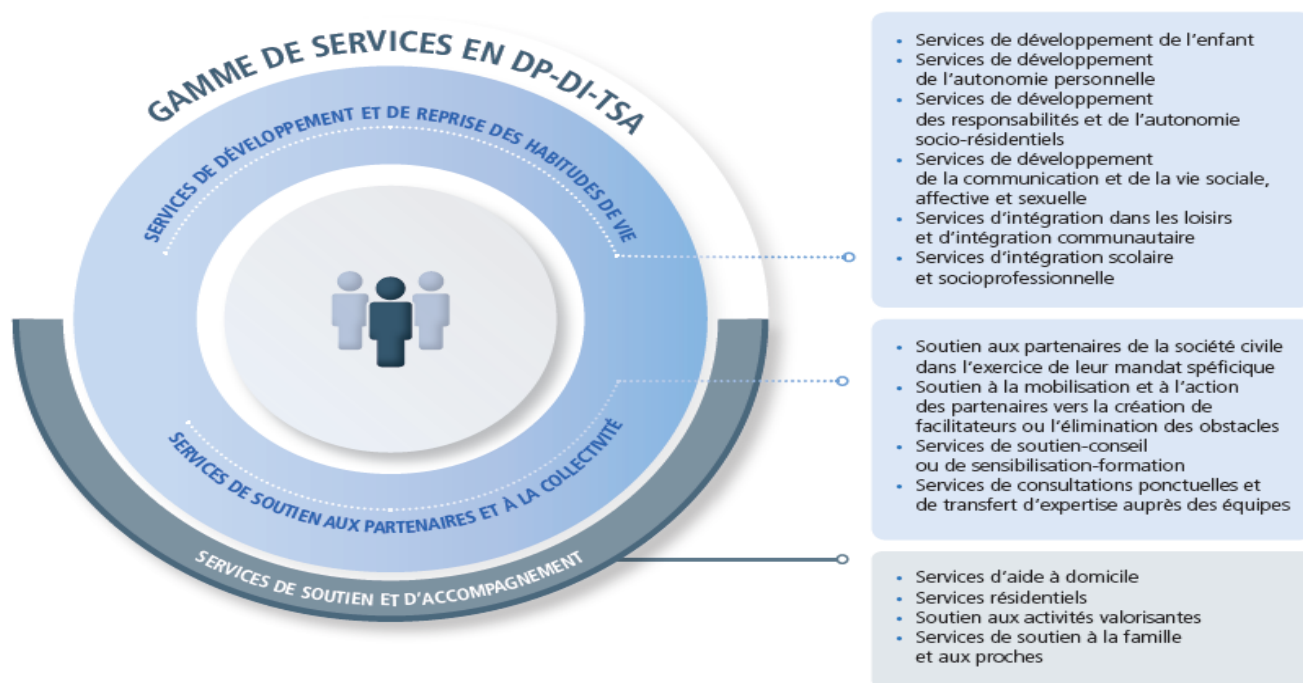 GAMME DE SERVICES EN DP-DI-TSA
SERVICES DE DÉVELOPPEMENT ET DE REPRISE DES HABITUDES DE VIE
SERVICES DE SOUTIEN AUX PARTENAIRES ET À LA COLLECTIVITÉ
SERVICES DE SOUTIEN ET D'ACCOMPAGNEMENT
• Services de développement de l'enfant
• Services de développement
de l'autonomie personnelle
• Services de développement
des responsabilités et de l'autonomie
socio-résidentiels
• Services de développement
de la communication et de la vie sociale,
affective et sexuelle
• Services d'intégration dans les loisirs
et d'intégration communautaire
• Services d'intégration scolaire
et socioprofessionnelle
• Soutien aux partenaires de la société civile
dans l'exercice de leur mandat spéficique
• Soutien à la mobilisation et à l'action
des partenaires vers la création de
facilitateurs ou l'élimination des obstacles
• Services de soutien-conseil
ou de sensibilisation-formation
• Services de consultations ponctuelles et
de transfert d'expertise auprès des équipes
• Services d'aide à domicile
• Services résidentiels
• Soutien aux activités valorisantes
• Services de soutien à la famille
et aux proches